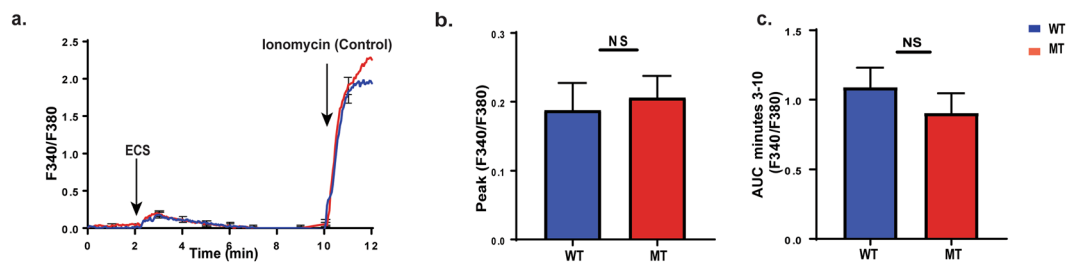 a.
Ionomycin (Control)
ECS
F340/F380
2.5
2.0
1.5
1.0
0.5
0.0
0
2
4
6
8
10
12
Time (min)
b.
NS
Peak (F340/F380)
0.3
0.2
0.1
0.0
WT
MT
c.
NS
AUC minutes 3-10
(F340/F380)
1.5
1.0
0.5
0.0
WT
MT
WT
MT